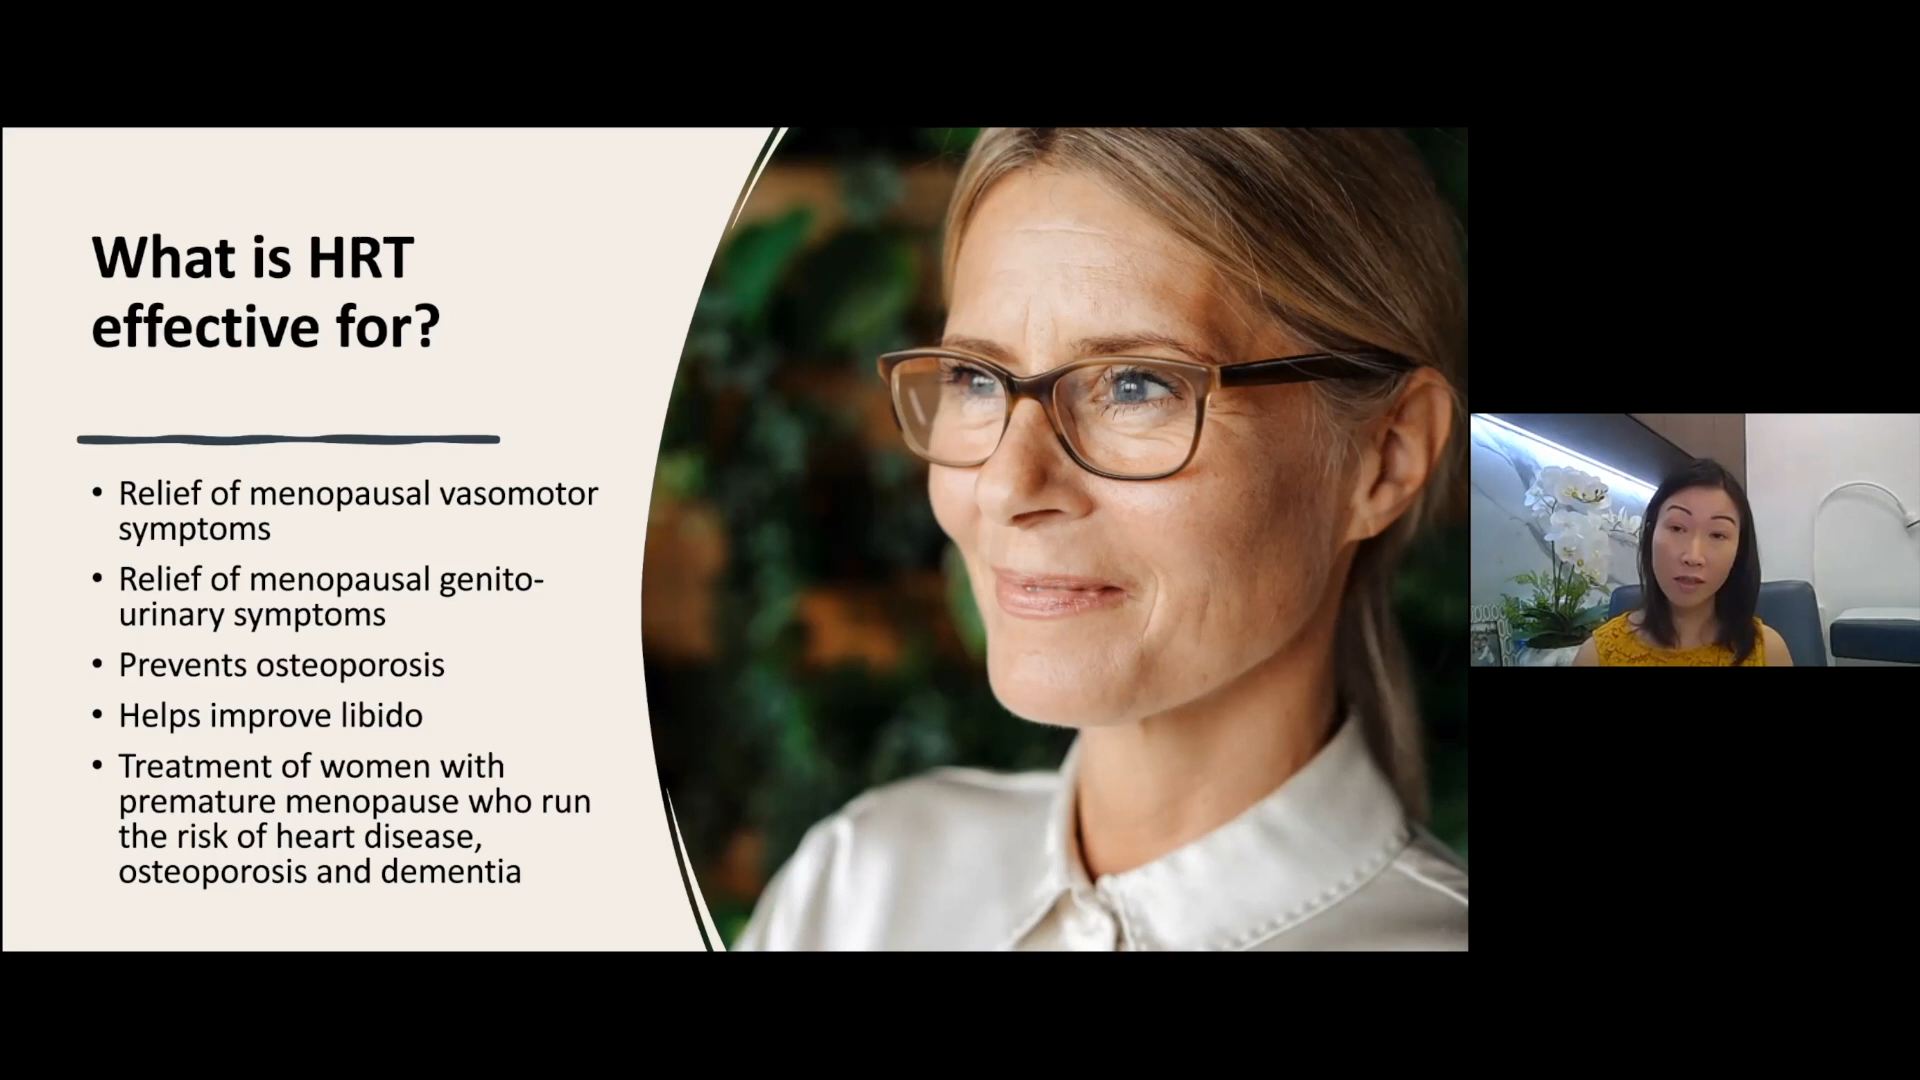 What is HRT
effective for?
• Relief of menopausal vasomotor
symptoms
• Relief of menopausal genito-
urinary symptoms
• Prevents osteoporosis
• Helps improve libido
• Treatment of women with
premature menopause who run
the risk of heart disease,
osteoporosis and dementia